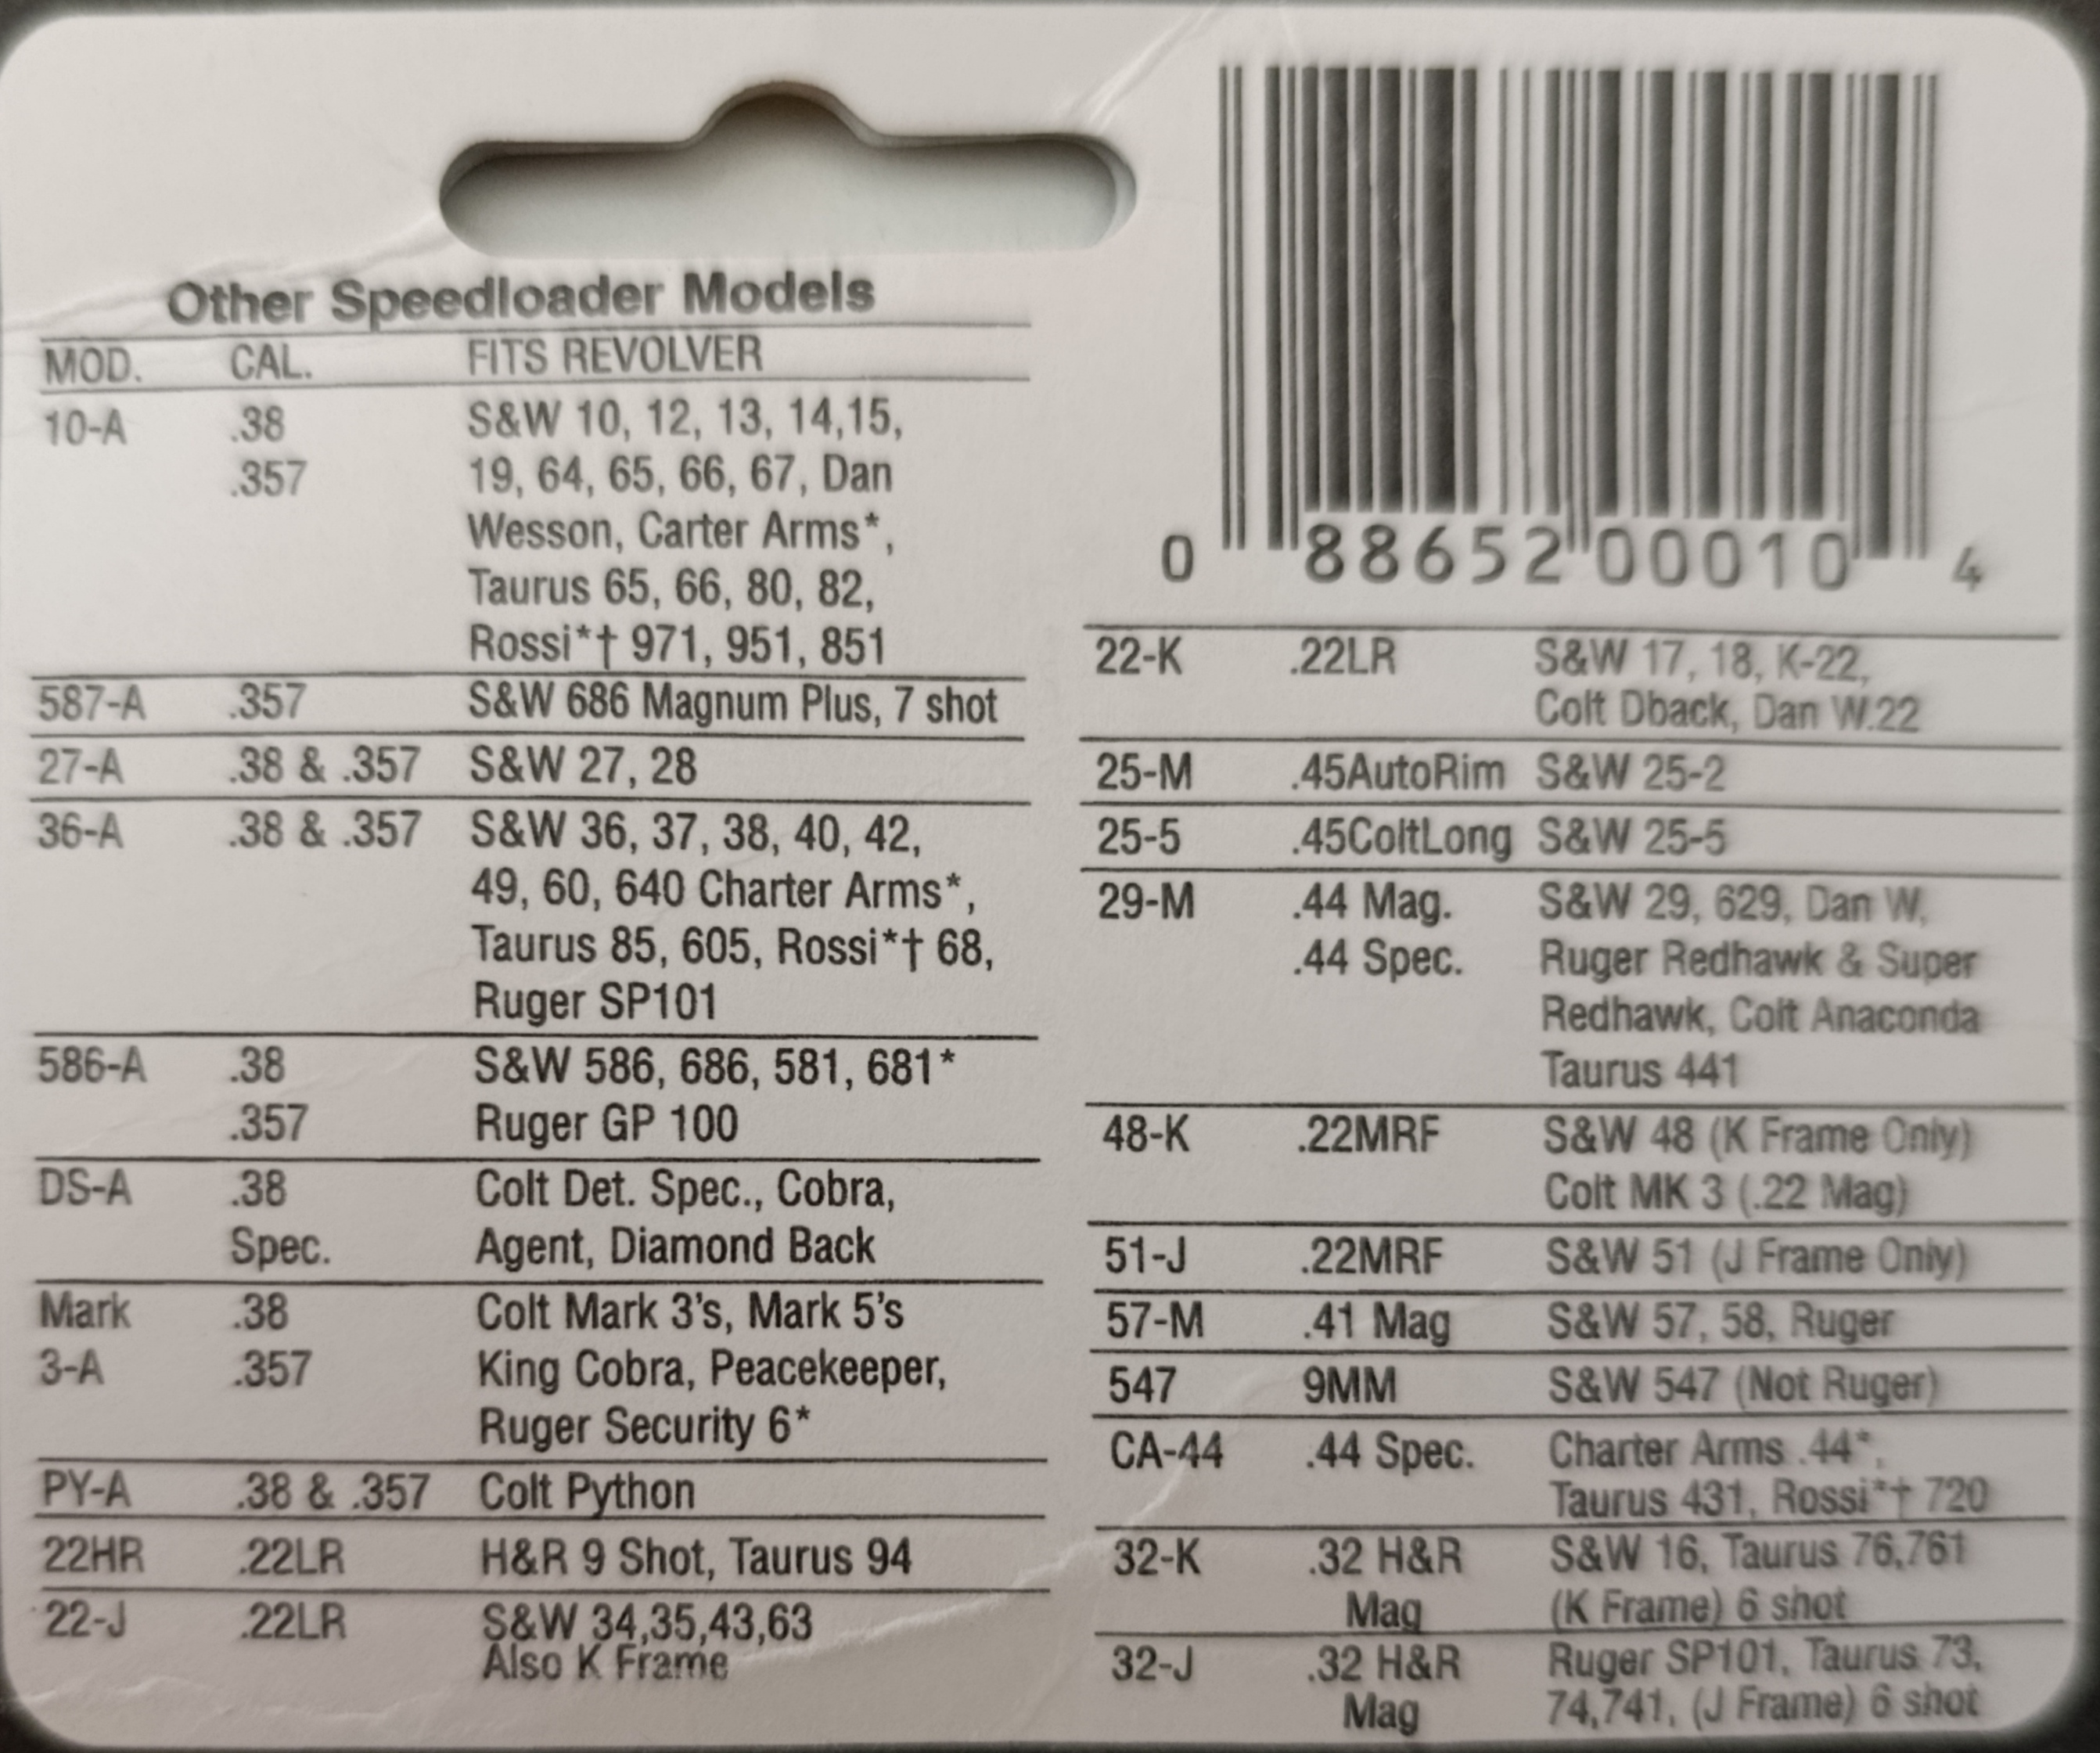 Other Speedloader Models
MOD. CAL. FITS REVOLVER
10-A .38 S&W 10, 12, 13, 14,15,
.357 19, 64, 65, 66, 67, Dan
Wesson, Carter Arms*,
Taurus 65, 66, 80, 82,
Rossi*† 971, 951, 851
587-A .357 S&W 686 Magnum Plus, 7 shot
27-A .38 & .357 S&W 27, 28
36-A .38 & .357 S&W 36, 37, 38, 40, 42,
49, 60, 640 Charter Arms*,
Taurus 85, 605, Rossi*† 68,
Ruger SP101
586-A .38 S&W 586, 686, 581, 681*
.357 Ruger GP 100
DS-A .38 Colt Det. Spec., Cobra,
Spec. Agent, Diamond Back
Mark .38 Colt Mark 3's, Mark 5's
3-A .357 King Cobra, Peacekeeper,
Ruger Security 6*
PY-A .38 & .357 Colt Python
22HR .22LR H&R 9 Shot, Taurus 94
22-J .22LR S&W 34,35,43,63
Also K Frame
0 88652 00010 4
22-K .22LR S&W 17, 18, K-22,
Colt Dback, Dan W.22
25-M .45AutoRim S&W 25-2
25-5 .45ColtLong S&W 25-5
29-M .44 Mag. S&W 29, 629, Dan W,
.44 Spec. Ruger Redhawk & Super
Redhawk, Colt Anaconda
Taurus 441
48-K .22MRF S&W 48 (K Frame Only)
Colt MK 3 (.22 Mag)
51-J .22MRF S&W 51 (J Frame Only)
57-M .41 Mag S&W 57, 58, Ruger
547 9MM S&W 547 (Not Ruger)
CA-44 .44 Spec. Charter Arms .44*,
Taurus 431, Rossi*† 720
32-K .32 H&R S&W 16, Taurus 76,761
Mag (K Frame) 6 shot
32-J .32 H&R Ruger SP101, Taurus 73,
Mag 74,741, (J Frame) 6 shot